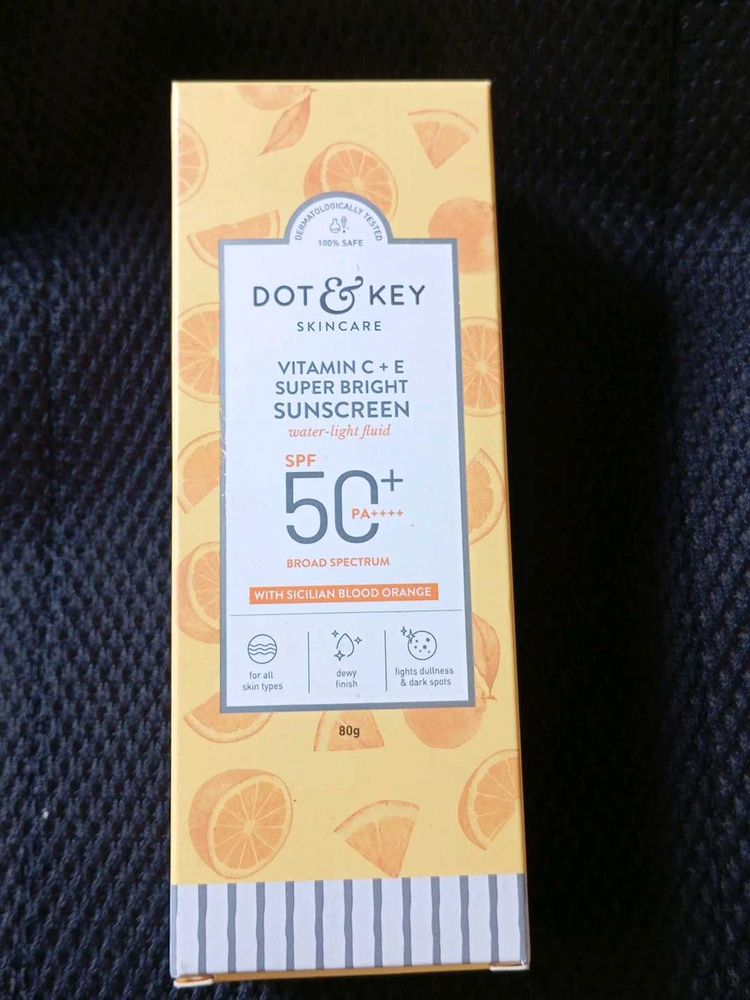 DERMATOLOGICALLY TESTED
100% SAFE
DOT & KEY
SKINCARE
VITAMIN C + E
SUPER BRIGHT
SUNSCREEN
water-light fluid
SPF
50+
PA++++
BROAD SPECTRUM
WITH SICILIAN BLOOD ORANGE
for all
skin types
dewy
finish
fights dullness
& dark spots
80g